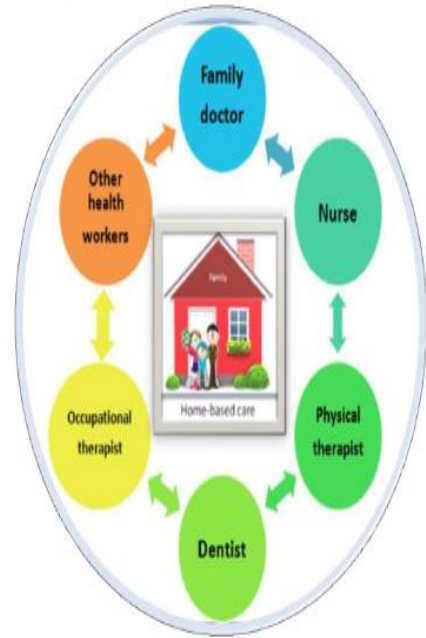 Family
doctor
Nurse
Physical
therapist
Dentist
Occupational
therapist
Other
health
workers
Family
Home-based care